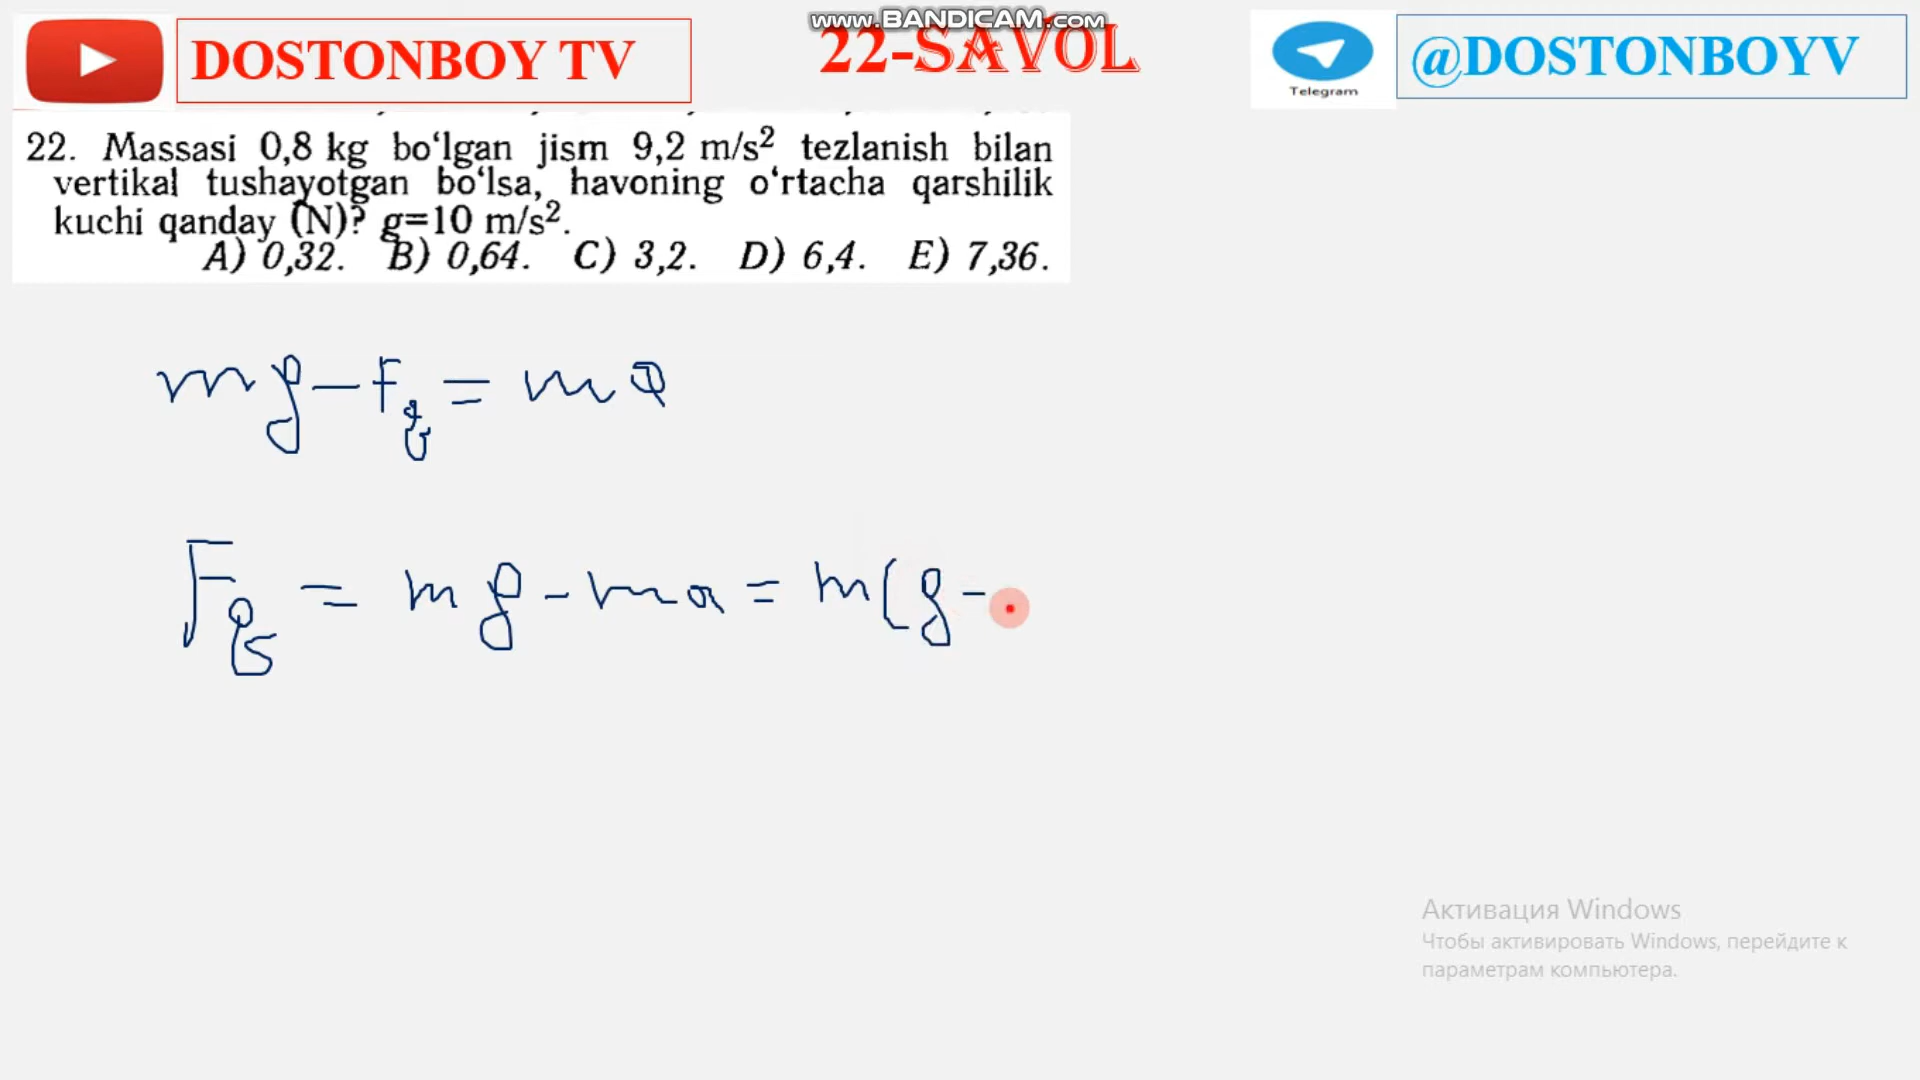 www.BANDICAM.com
DOSTONBOY TV
22-SAVOL
Telegram
@DOSTONBOYV
22. Massasi 0,8 kg bo‘lgan jism 9,2 m/s² tezlanish bilan
vertikal tushayotgan bo‘lsa, havoning o‘rtacha qarshilik
kuchi qanday (N)? g=10 m/s².
A) 0,32. B) 0,64. C) 3,2. D) 6,4. E) 7,36.
mg - F = ma
F = mg - ma = m(g -
Активация Windows
Чтобы активировать Windows, перейдите к
параметрам компьютера.